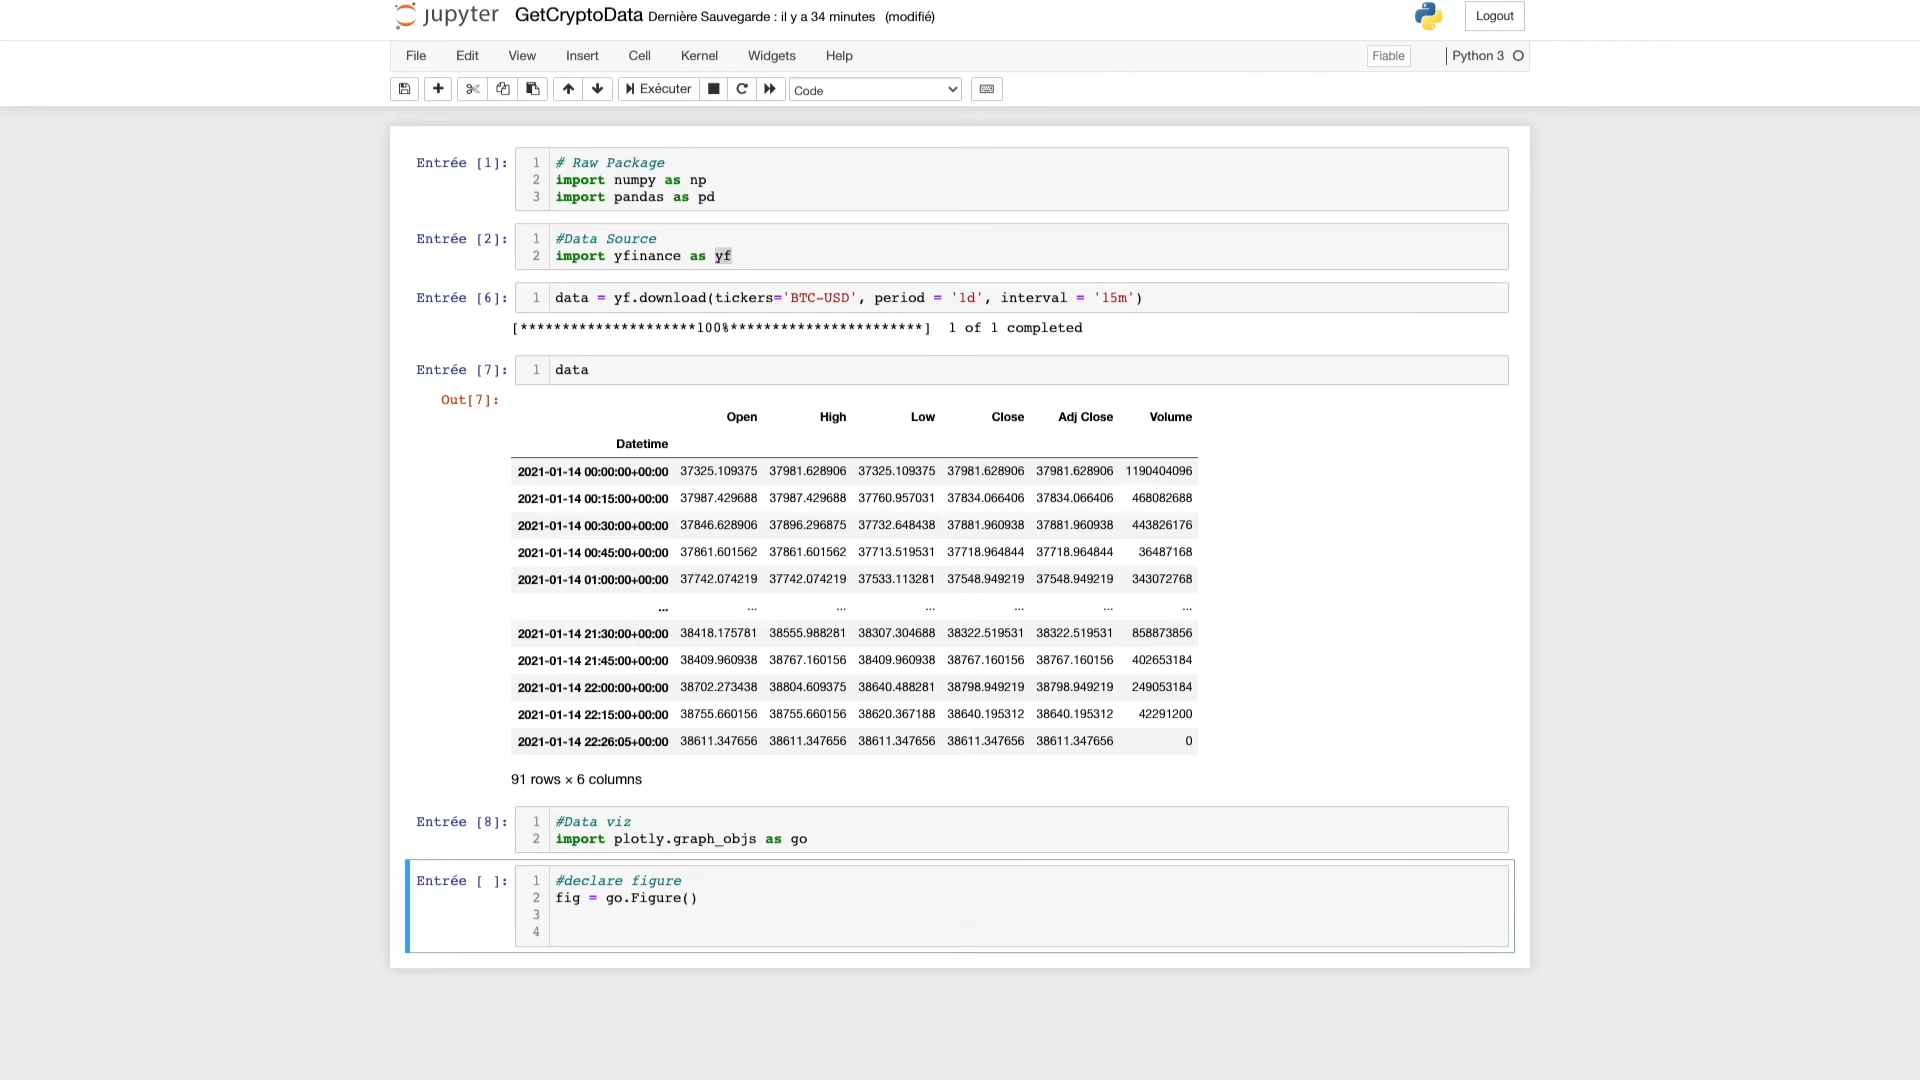 jupyter GetCryptoData Dernière Sauvegarde : il y a 34 minutes (modifié) Logout
File Edit View Insert Cell Kernel Widgets Help Fiable Python 3
Exécuter Code
Entrée [1]: 1 # Raw Package
2 import numpy as np
3 import pandas as pd
Entrée [2]: 1 #Data Source
2 import yfinance as yf
Entrée [6]: 1 data = yf.download(tickers='BTC-USD', period = '1d', interval = '15m')
[*********************100%***********************] 1 of 1 completed
Entrée [7]: 1 data
Out[7]:
Open High Low Close Adj Close Volume
Datetime
2021-01-14 00:00:00+00:00 37325.109375 37981.628906 37325.109375 37981.628906 37981.628906 1190404096
2021-01-14 00:15:00+00:00 37987.429688 37987.429688 37760.957031 37834.066406 37834.066406 468082688
2021-01-14 00:30:00+00:00 37846.628906 37896.296875 37732.648438 37881.960938 37881.960938 443826176
2021-01-14 00:45:00+00:00 37861.601562 37861.601562 37713.519531 37718.964844 37718.964844 36487168
2021-01-14 01:00:00+00:00 37742.074219 37742.074219 37533.113281 37548.949219 37548.949219 343072768
... ... ... ... ... ... ...
2021-01-14 21:30:00+00:00 38418.175781 38555.988281 38307.304688 38322.519531 38322.519531 858873856
2021-01-14 21:45:00+00:00 38409.960938 38767.160156 38409.960938 38767.160156 38767.160156 402653184
2021-01-14 22:00:00+00:00 38702.273438 38804.609375 38640.488281 38798.949219 38798.949219 249053184
2021-01-14 22:15:00+00:00 38755.660156 38755.660156 38620.367188 38640.195312 38640.195312 42291200
2021-01-14 22:26:05+00:00 38611.347656 38611.347656 38611.347656 38611.347656 38611.347656 0
91 rows × 6 columns
Entrée [8]: 1 #Data viz
2 import plotly.graph_objs as go
Entrée [ ]: 1 #declare figure
2 fig = go.Figure()
3
4